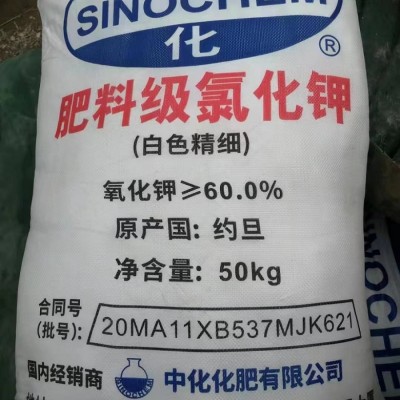 SINOCHEM
化
®
肥料级氯化钾
(白色精细)
氧化钾≥60.0%
原产国: 约旦
净含量: 50kg
合同号
(批号):
20MA11XB537MJK621
国内经销商
SINOCHEM
中化化肥有限公司
SINOCHEM